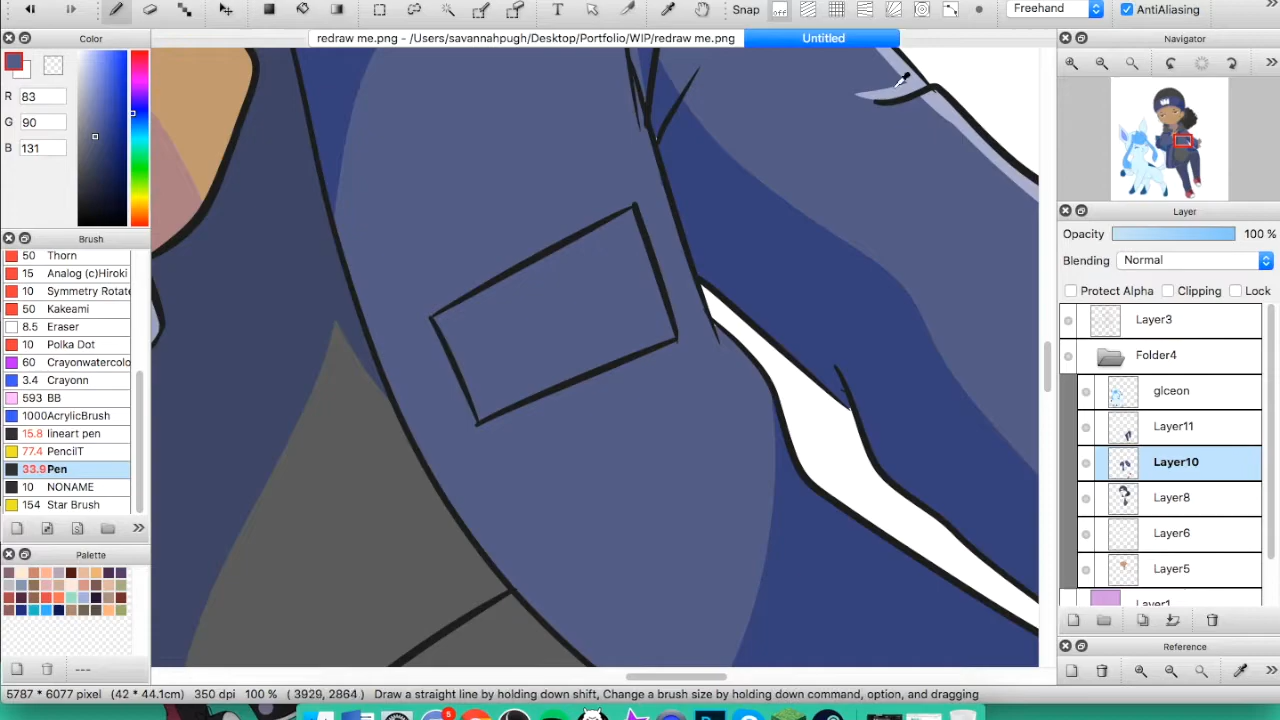 Snap off Freehand AntiAliasing
Color
redraw me.png - /Users/savannahpugh/Desktop/Portfolio/WIP/redraw me.png
Untitled
Navigator
R 83
G 90
B 131
Layer
Opacity 100 %
Blending Normal
Protect Alpha Clipping Lock
Brush
50 Thorn
15 Analog (c)Hiroki
10 Symmetry Rotate
50 Kakeami
8.5 Eraser
10 Polka Dot
60 Crayonwatercolo
3.4 Crayonn
593 BB
1000 AcrylicBrush
15.8 lineart pen
77.4 PencilT
33.9 Pen
10 NONAME
154 Star Brush
Layer3
Folder4
glceon
Layer11
Layer10
Layer8
Layer6
Layer5
Layer1
Palette
Reference
5787 * 6077 pixel (42 * 44.1cm) 350 dpi 100 % ( 3929, 2864 ) Draw a straight line by holding down shift, Change a brush size by holding down command, option, and dragging